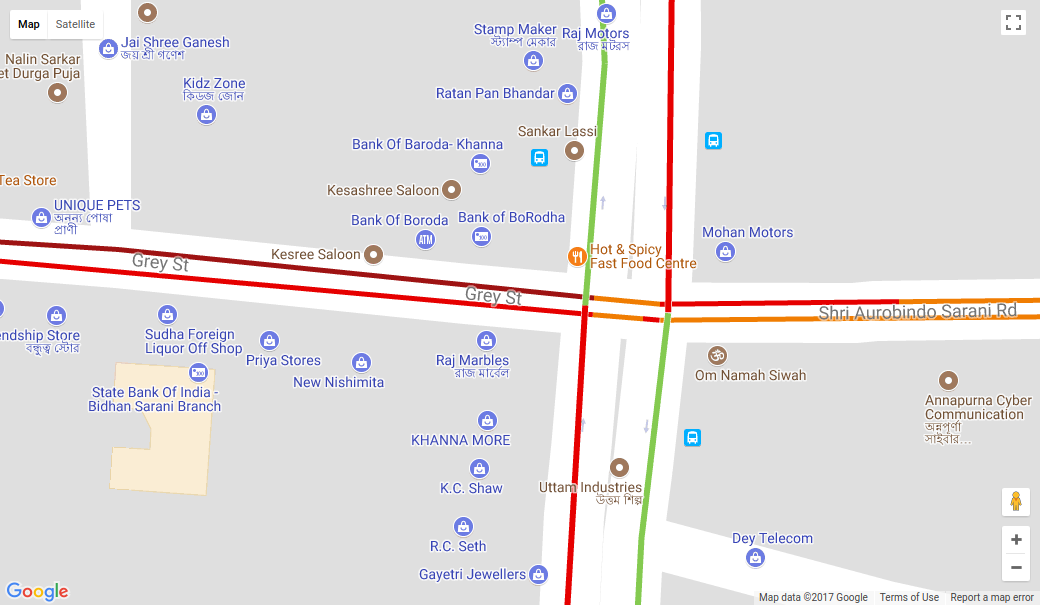 Map
Satellite
Stamp Maker
স্ট্যাম্প মেকার
Raj Motors
রাজ মটরস
Jai Shree Ganesh
জয় শ্রী গণেশ
Nalin Sarkar
et Durga Puja
Kidz Zone
কিডজ জোন
Ratan Pan Bhandar
Sankar Lassi
Bank Of Baroda- Khanna
Tea Store
Kesashree Saloon
UNIQUE PETS
অনন্য পোষা
প্রাণী
Bank Of Boroda
Bank of BoRodha
ATM
Mohan Motors
Grey St
Kesree Saloon
Hot & Spicy
Fast Food Centre
Grey St
Shri Aurobindo Sarani Rd
endship Store
বন্ধুত্ব স্টোর
Sudha Foreign
Liquor Off Shop
Priya Stores
Raj Marbles
রাজ মার্বেল
New Nishimita
Om Namah Siwah
State Bank Of India -
Bidhan Sarani Branch
Annapurna Cyber
Communication
অন্নপূর্ণা
সাইবার...
KHANNA MORE
K.C. Shaw
Uttam Industries
উত্তম শিল্প
R.C. Seth
Dey Telecom
Gayetri Jewellers
Google
Map data ©2017 Google
Terms of Use
Report a map error